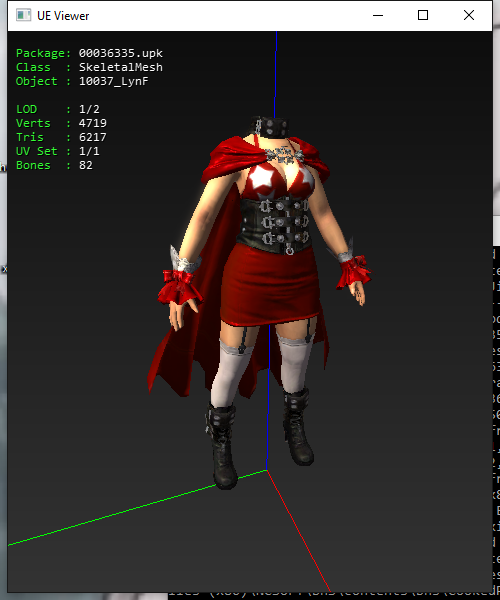 UE Viewer
Package: 00036335.upk
Class : SkeletalMesh
Object : 10037_LynF
LOD : 1/2
Verts : 4719
Tris : 6217
UV Set : 1/1
Bones : 82